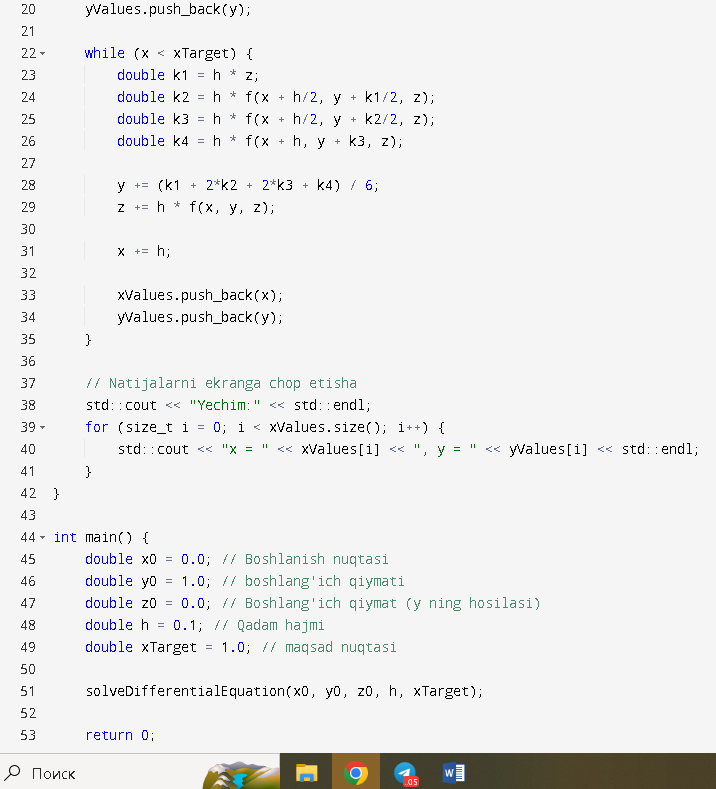 20 yValues.push_back(y);
21
22 while (x < xTarget) {
23 double k1 = h * z;
24 double k2 = h * f(x + h/2, y + k1/2, z);
25 double k3 = h * f(x + h/2, y + k2/2, z);
26 double k4 = h * f(x + h, y + k3, z);
27
28 y += (k1 + 2*k2 + 2*k3 + k4) / 6;
29 z += h * f(x, y, z);
30
31 x += h;
32
33 xValues.push_back(x);
34 yValues.push_back(y);
35 }
36
37 // Natijalarni ekranga chop etisha
38 std::cout << "Yechim:" << std::endl;
39 for (size_t i = 0; i < xValues.size(); i++) {
40 std::cout << "x = " << xValues[i] << ", y = " << yValues[i] << std::endl;
41 }
42 }
43
44 int main() {
45 double x0 = 0.0; // Boshlanish nuqtasi
46 double y0 = 1.0; // boshlang'ich qiymati
47 double z0 = 0.0; // Boshlang'ich qiymat (y ning hosilasi)
48 double h = 0.1; // Qadam hajmi
49 double xTarget = 1.0; // maqsad nuqtasi
50
51 solveDifferentialEquation(x0, y0, z0, h, xTarget);
52
53 return 0;
Поиск
.05
W